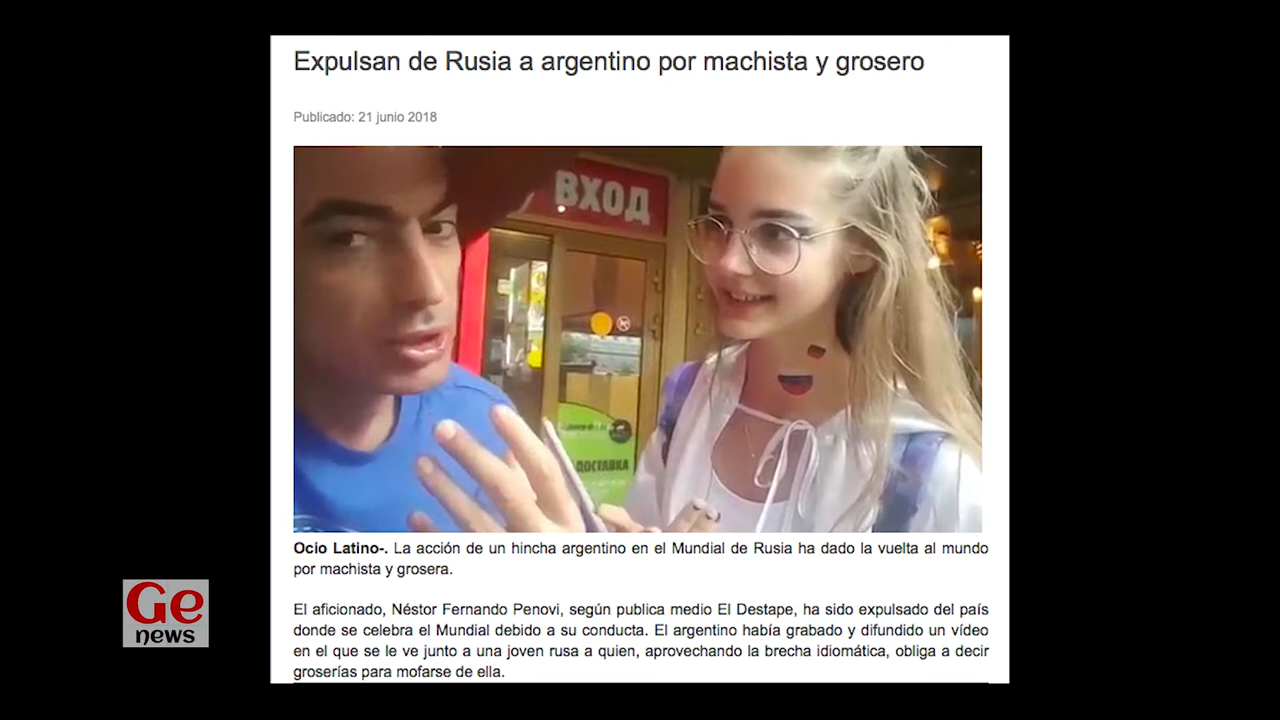 Expulsan de Rusia a argentino por machista y grosero
Publicado: 21 junio 2018
ВХОД
ДОСТАВКА
Ocio Latino-. La acción de un hincha argentino en el Mundial de Rusia ha dado la vuelta al mundo
por machista y grosera.
El aficionado, Néstor Fernando Penovi, según publica medio El Destape, ha sido expulsado del país
donde se celebra el Mundial debido a su conducta. El argentino había grabado y difundido un vídeo
en el que se le ve junto a una joven rusa a quien, aprovechando la brecha idiomática, obliga a decir
groserías para mofarse de ella.
Ge
news